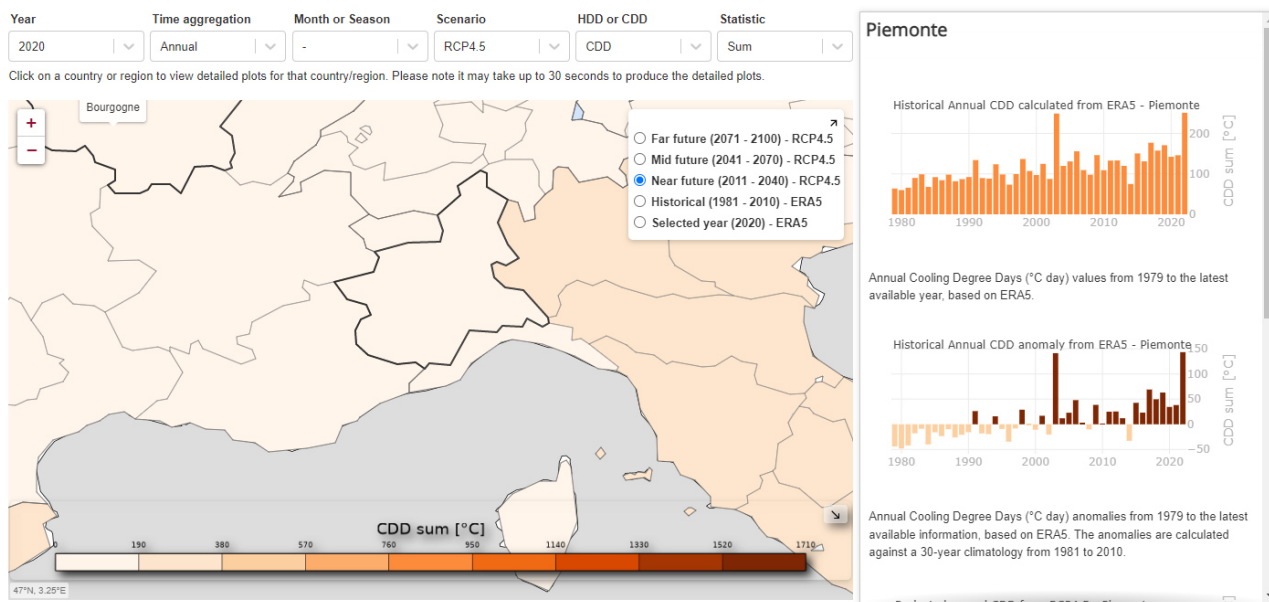 Year
Time aggregation
Month or Season
Scenario
HDD or CDD
Statistic
2020
Annual
-
RCP4.5
CDD
Sum
Click on a country or region to view detailed plots for that country/region. Please note it may take up to 30 seconds to produce the detailed plots.
Bourgogne
+
−
Far future (2071 - 2100) - RCP4.5
Mid future (2041 - 2070) - RCP4.5
Near future (2011 - 2040) - RCP4.5
Historical (1981 - 2010) - ERA5
Selected year (2020) - ERA5
CDD sum [°C]
0 190 380 570 760 950 1140 1330 1520 1710
47°N, 3.25°E
Piemonte
Historical Annual CDD calculated from ERA5 - Piemonte
200
100
0
CDD sum [°C]
1980 1990 2000 2010 2020
Annual Cooling Degree Days (°C day) values from 1979 to the latest
available year, based on ERA5.
Historical Annual CDD anomaly from ERA5 - Piemonte
150
100
50
0
−50
CDD sum [°C]
1980 1990 2000 2010 2020
Annual Cooling Degree Days (°C day) anomalies from 1979 to the latest
available information, based on ERA5. The anomalies are calculated
against a 30-year climatology from 1981 to 2010.